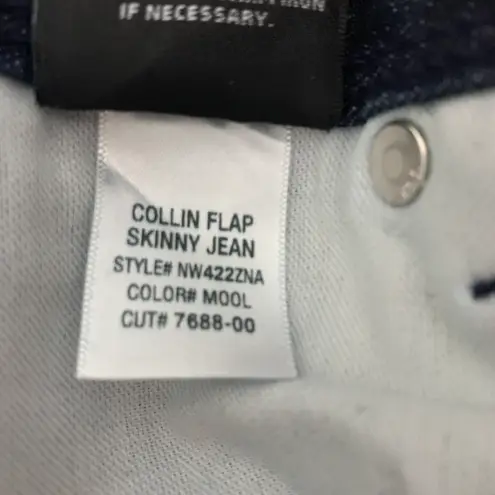 IF NECESSARY.
COLLIN FLAP
SKINNY JEAN
STYLE# NW422ZNA
COLOR# MOOL
CUT# 7688-00